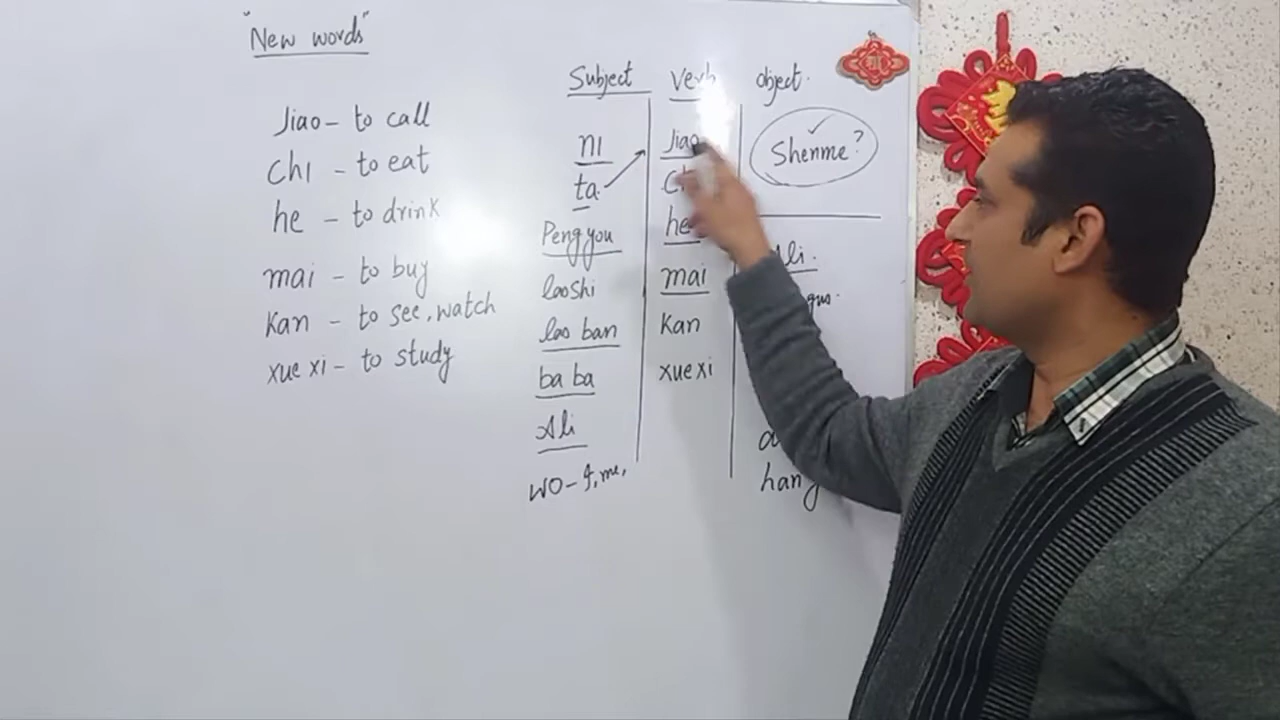 "New words"
Jiao - to call
Chi - to eat
he - to drink
mai - to buy
Kan - to see, watch
xue xi - to study
Subject Verb object.
ni Jiao Shenme?
ta
Peng you he
laoshi mai
lao ban Kan
ba ba xue xi
Ali
WO - I, me,